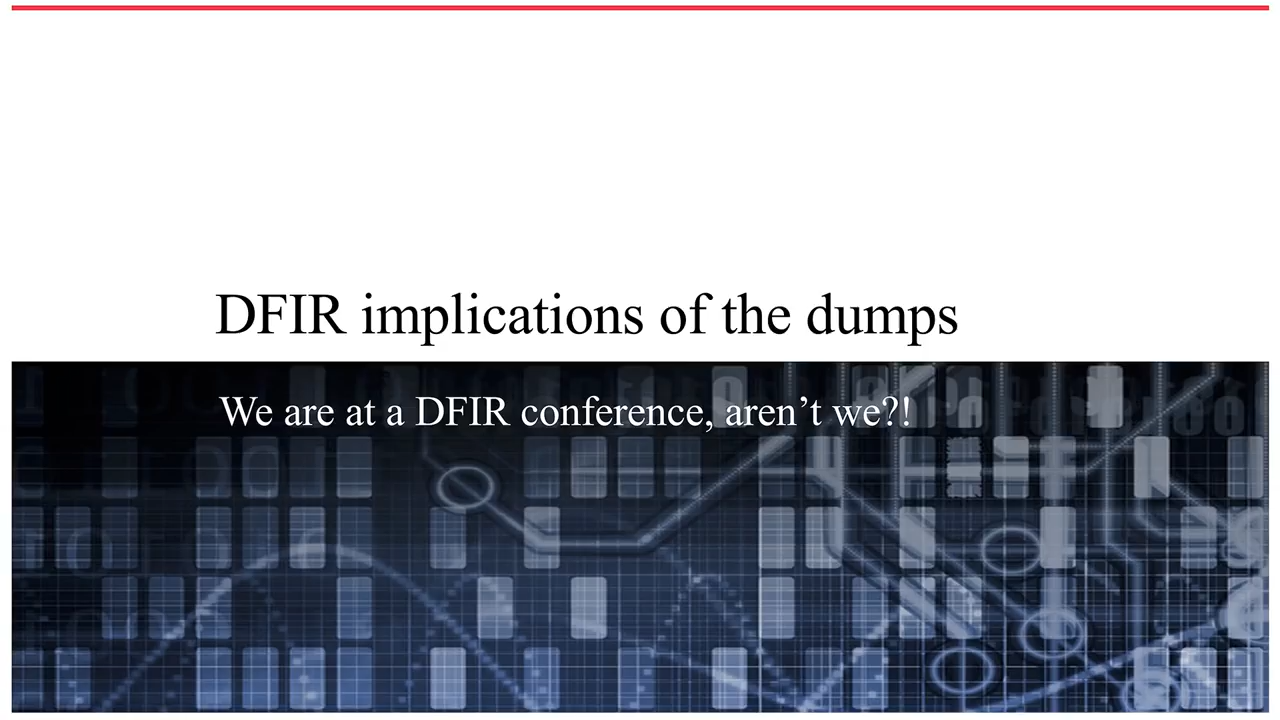 DFIR implications of the dumps
We are at a DFIR conference, aren’t we?!